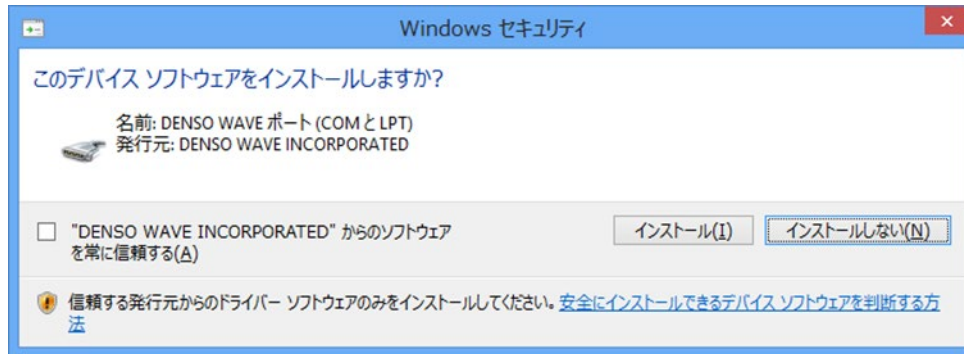 Windows セキュリティ
このデバイス ソフトウェアをインストールしますか?
名前: DENSO WAVE ポート (COM と LPT)
発行元: DENSO WAVE INCORPORATED
"DENSO WAVE INCORPORATED" からのソフトウェア
を常に信頼する(A)
インストール(I)
インストールしない(N)
信頼する発行元からのドライバー ソフトウェアのみをインストールしてください。安全にインストールできるデバイス ソフトウェアを判断する方
法